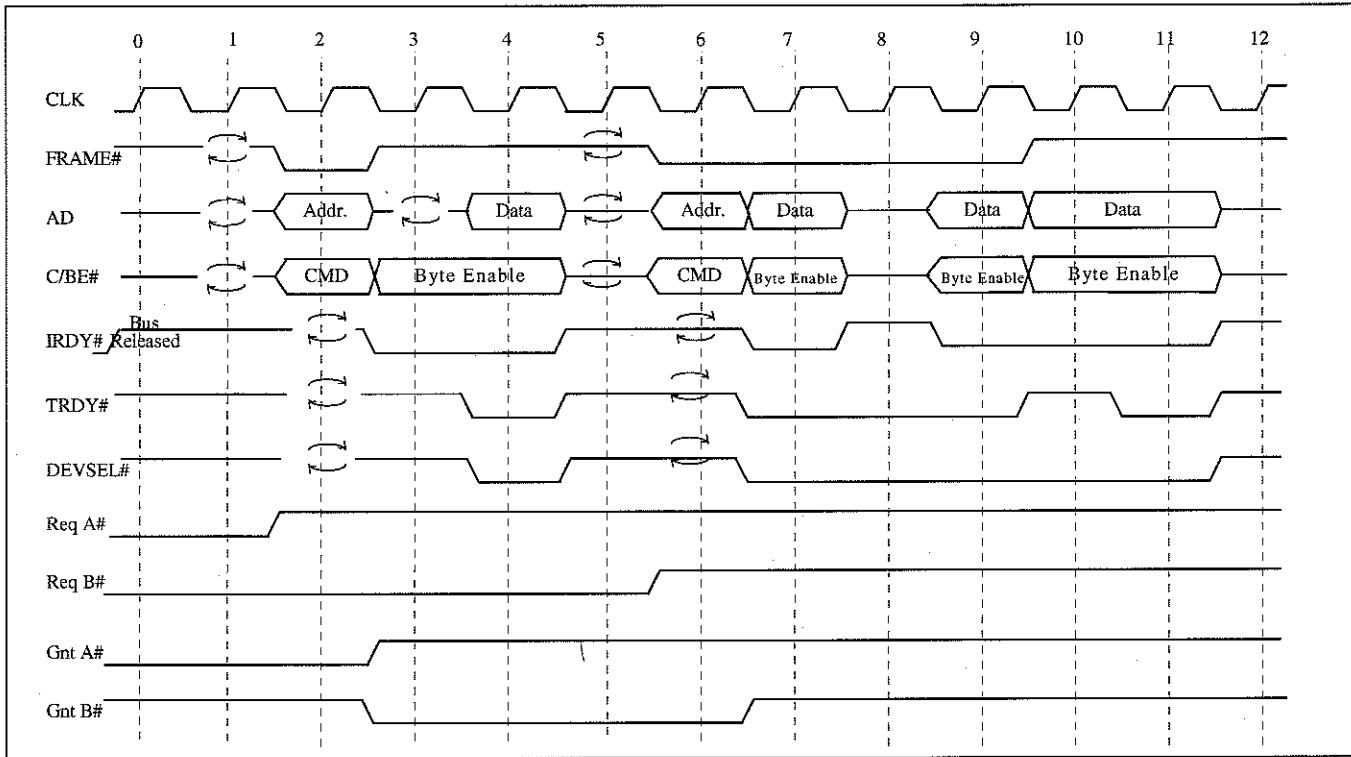 0 1 2 3 4 5 6 7 8 9 10 11 12
CLK
FRAME#
AD Addr. Data Addr. Data Data Data
C/BE# CMD Byte Enable CMD Byte Enable Byte Enable Byte Enable
Bus
IRDY# Released
TRDY#
DEVSEL#
Req A#
Req B#
Gnt A#
Gnt B#